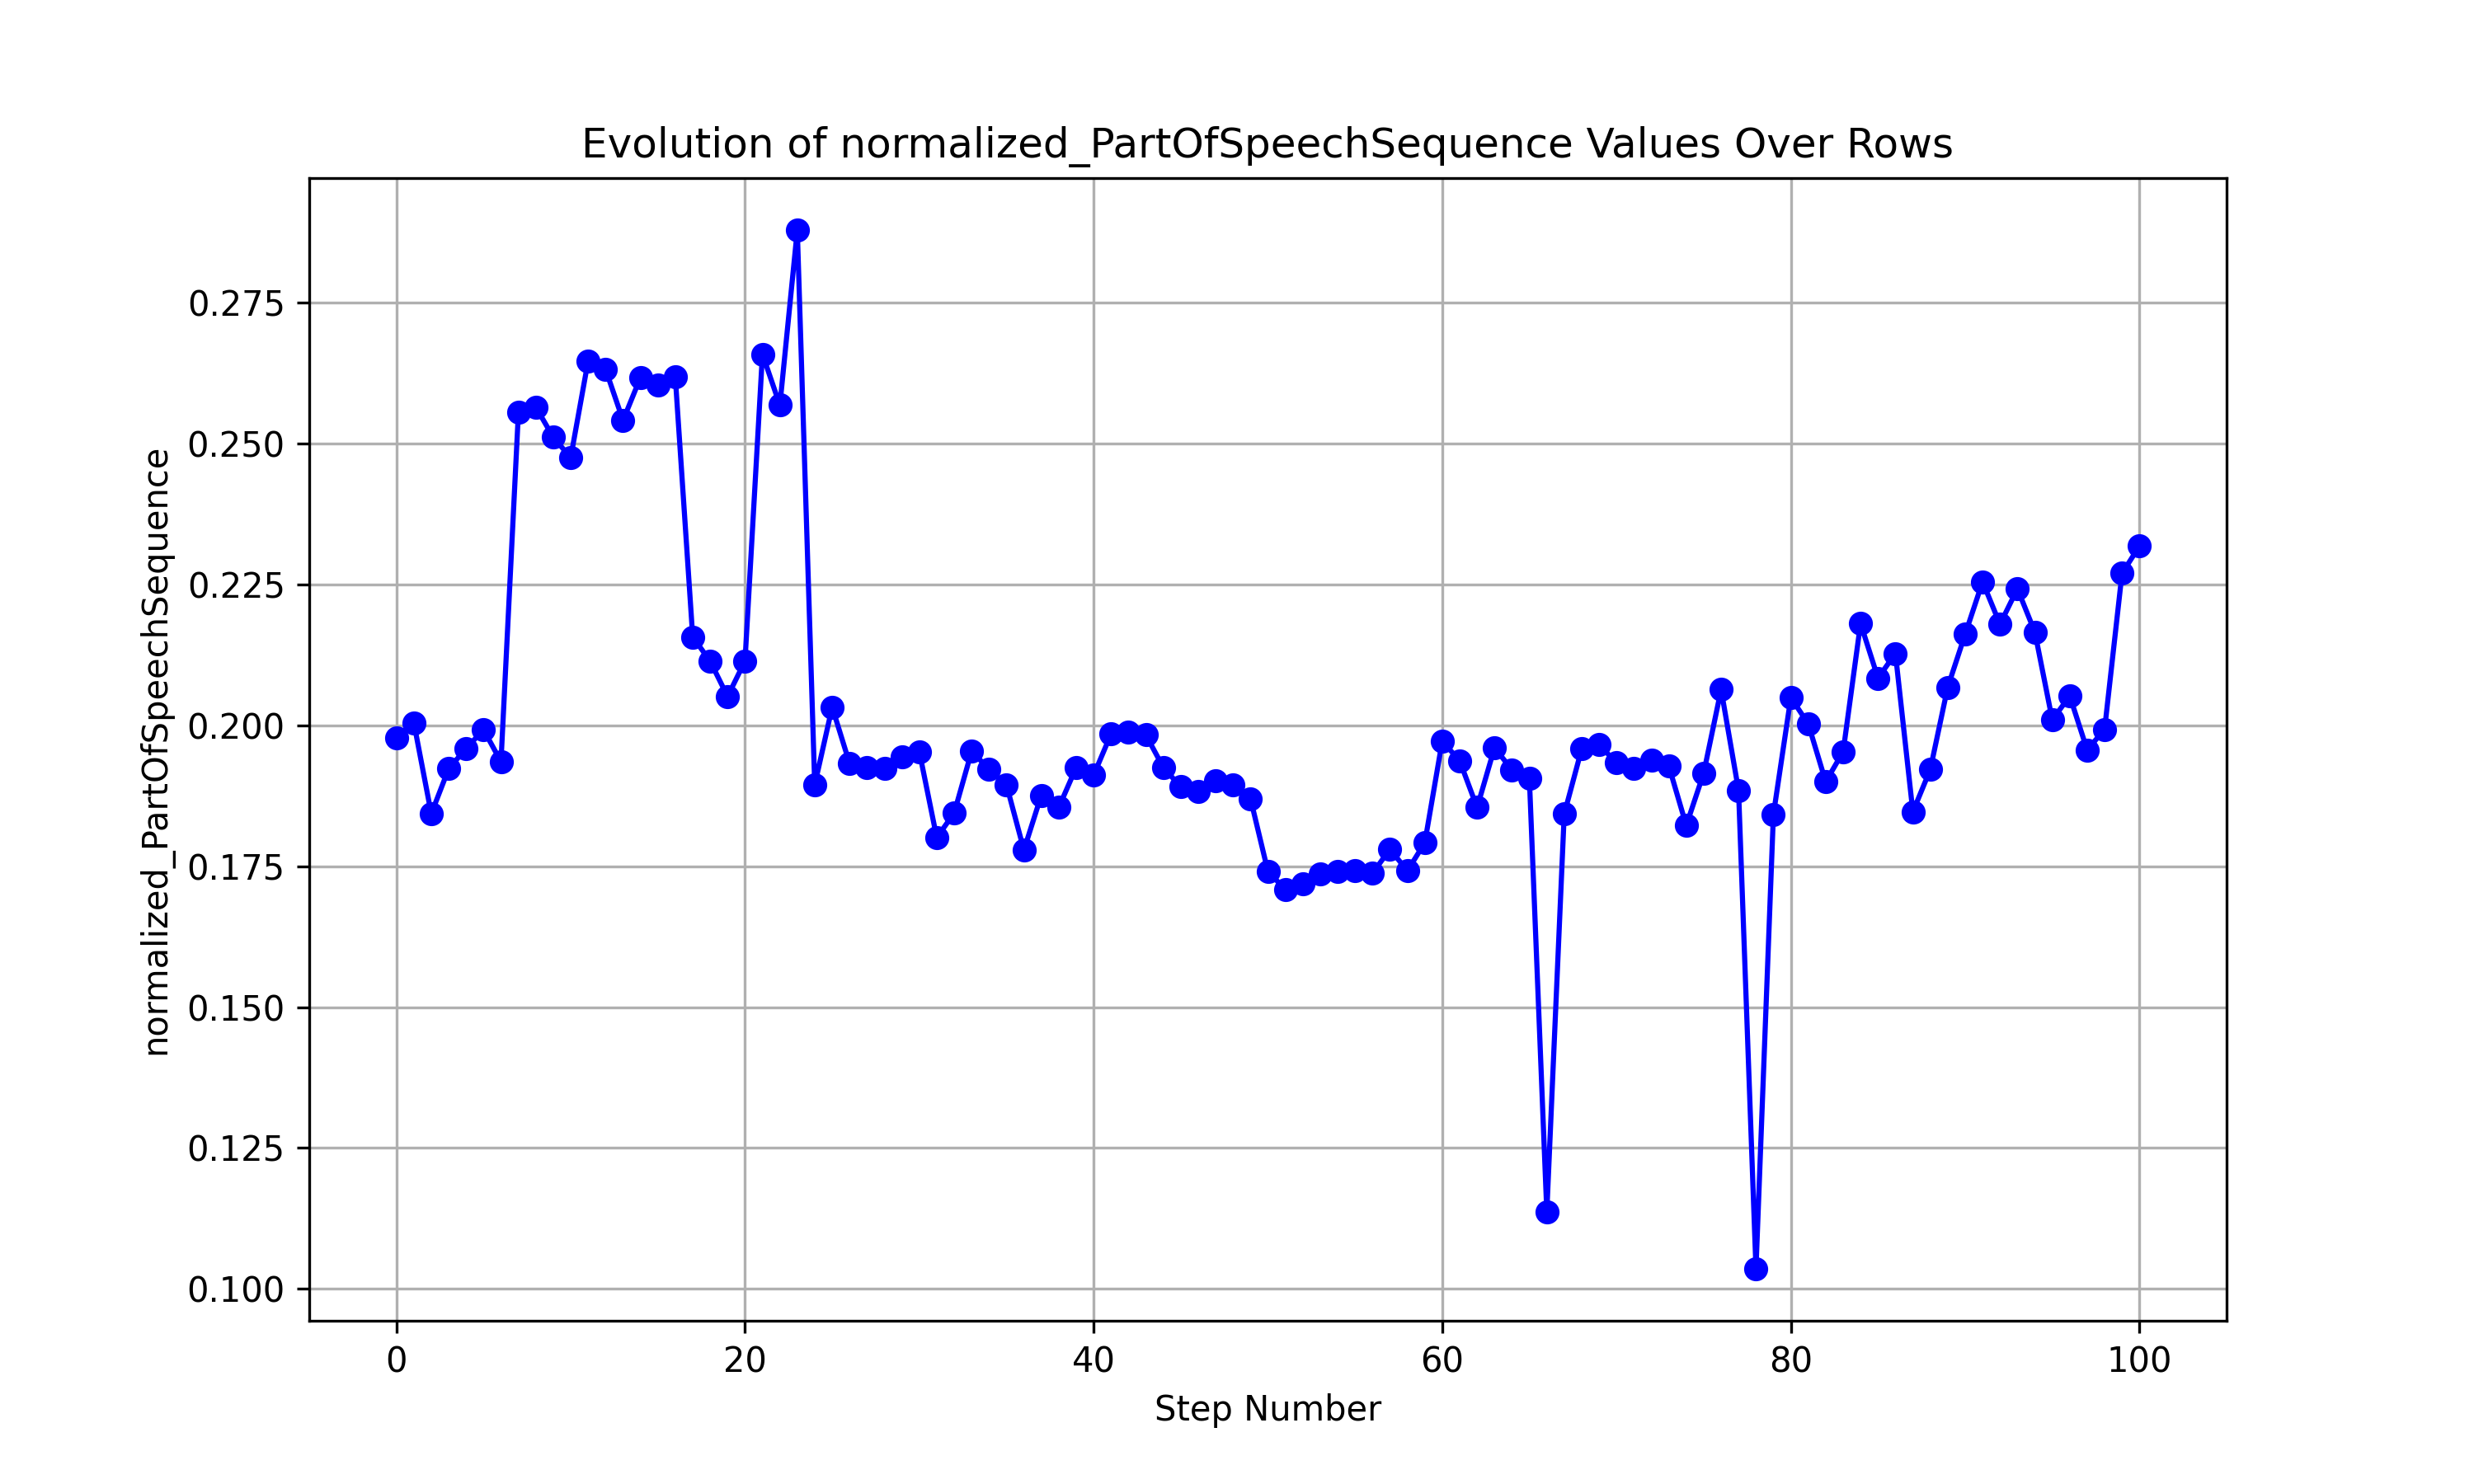 Evolution of normalized_PartOfSpeechSequence Values Over Rows
normalized_PartOfSpeechSequence
0.275
0.250
0.225
0.200
0.175
0.150
0.125
0.100
0 20 40 60 80 100
Step Number